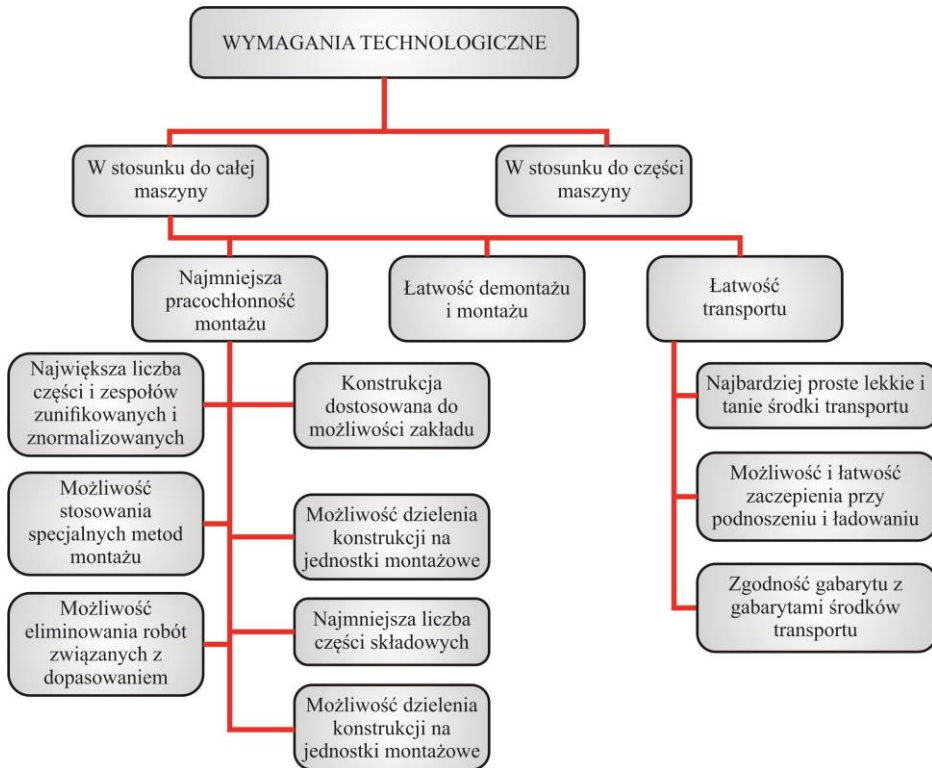 WYMAGANIA TECHNOLOGICZNE
W stosunku do całej
maszyny
W stosunku do części
maszyny
Najmniejsza
pracochłonność
montażu
Łatwość demontażu
i montażu
Łatwość
transportu
Największa liczba
części i zespołów
zunifikowanych i
znormalizowanych
Możliwość
stosowania
specjalnych metod
montażu
Możliwość
eliminowania robót
związanych z
dopasowaniem
Konstrukcja
dostosowana do
możliwości zakładu
Możliwość dzielenia
konstrukcji na
jednostki montażowe
Najmniejsza liczba
części składowych
Możliwość dzielenia
konstrukcji na
jednostki montażowe
Najbardziej proste lekkie i
tanie środki transportu
Możliwość i łatwość
zaczepienia przy
podnoszeniu i ładowaniu
Zgodność gabarytu z
gabarytami środków
transportu